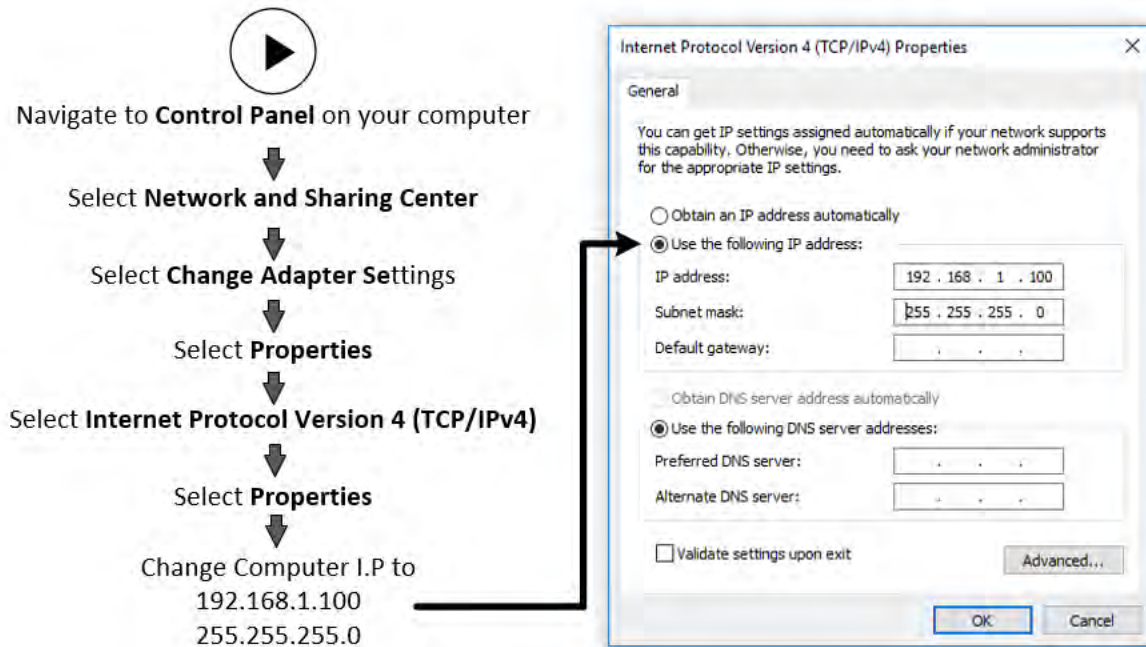 Navigate to Control Panel on your computer
Select Network and Sharing Center
Select Change Adapter Settings
Select Properties
Select Internet Protocol Version 4 (TCP/IPv4)
Select Properties
Change Computer I.P to
192.168.1.100
255.255.255.0
Internet Protocol Version 4 (TCP/IPv4) Properties
General
You can get IP settings assigned automatically if your network supports
this capability. Otherwise, you need to ask your network administrator
for the appropriate IP settings.
Obtain an IP address automatically
Use the following IP address:
IP address: 192 . 168 . 1 . 100
Subnet mask: 255 . 255 . 255 . 0
Default gateway: . . .
Obtain DNS server address automatically
Use the following DNS server addresses:
Preferred DNS server: . . .
Alternate DNS server: . . .
Validate settings upon exit
Advanced...
OK Cancel